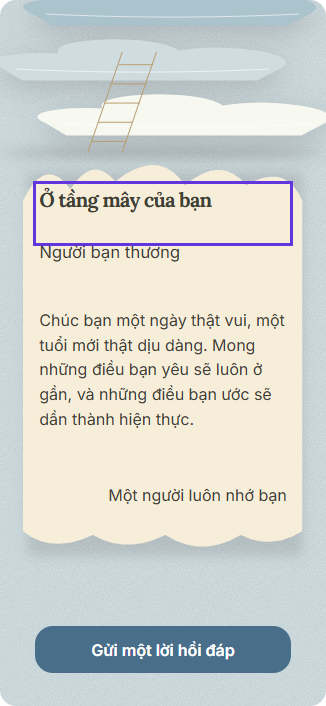 Ở tầng mây của bạn
Người bạn thương
Chúc bạn một ngày thật vui, một
tuổi mới thật dịu dàng. Mong
những điều bạn yêu sẽ luôn ở
gần, và những điều bạn ước sẽ
dần thành hiện thực.
Một người luôn nhớ bạn
Gửi một lời hồi đáp